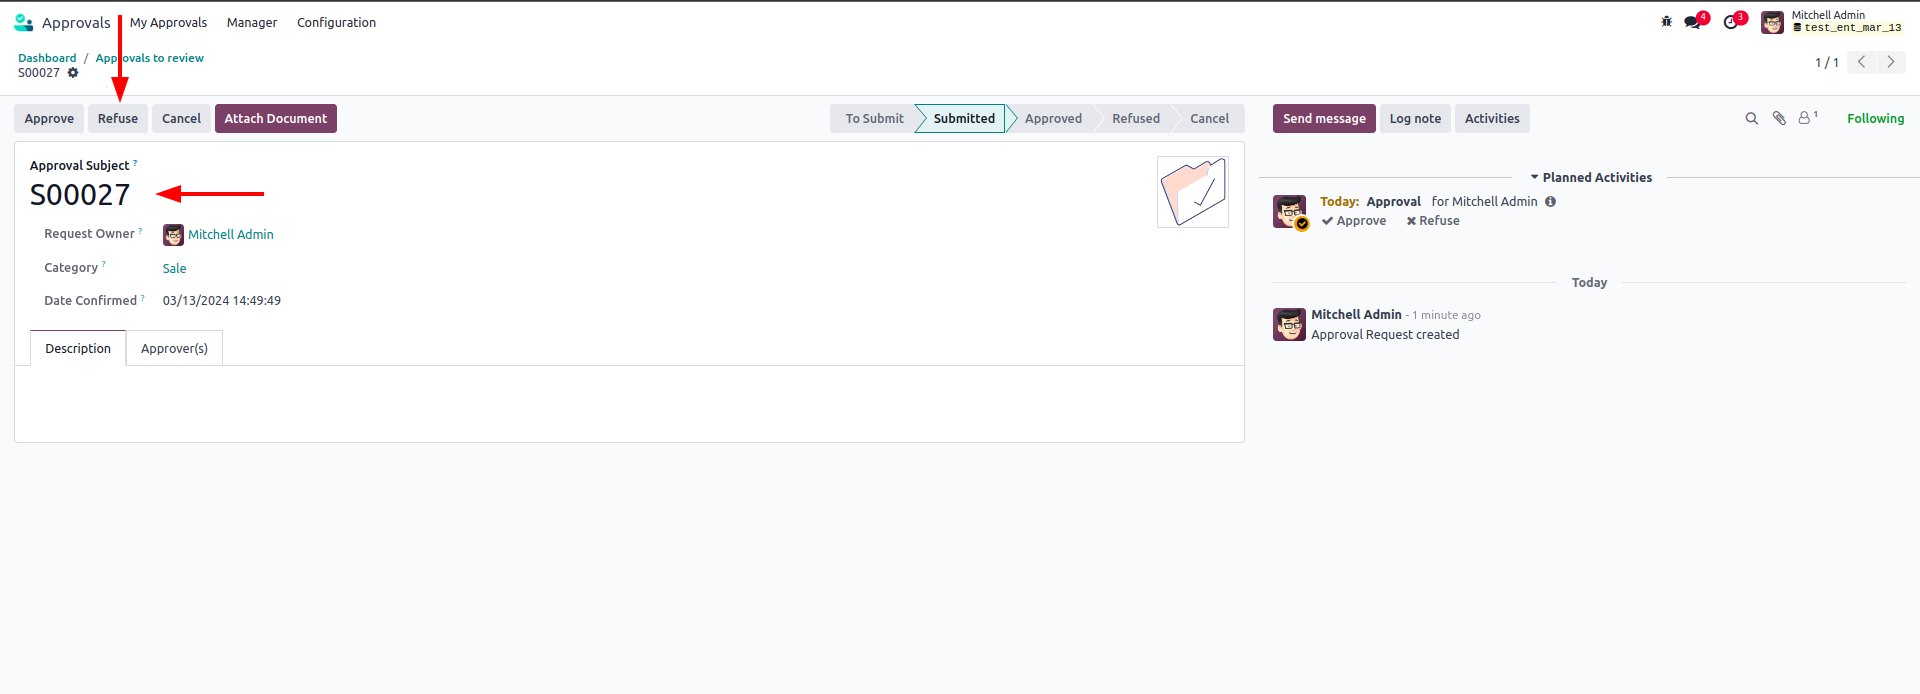 Approvals My Approvals Manager Configuration 4 3 Mitchell Admin
test_ent_mar_13
Dashboard / Approvals to review
S00027
1 / 1
Approve Refuse Cancel Attach Document To Submit Submitted Approved Refused Cancel Send message Log note Activities 1 Following
Approval Subject ?
S00027
Request Owner ? Mitchell Admin
Category ? Sale
Date Confirmed ? 03/13/2024 14:49:49
Description Approver(s)
Planned Activities
Today: Approval for Mitchell Admin
Approve Refuse
Today
Mitchell Admin - 1 minute ago
Approval Request created